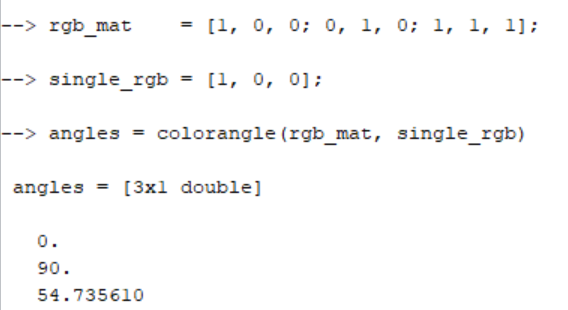 --> rgb_mat    = [1, 0, 0; 0, 1, 0; 1, 1, 1];
--> single_rgb = [1, 0, 0];
--> angles = colorangle(rgb_mat, single_rgb)
angles = [3x1 double]
0.
90.
54.735610